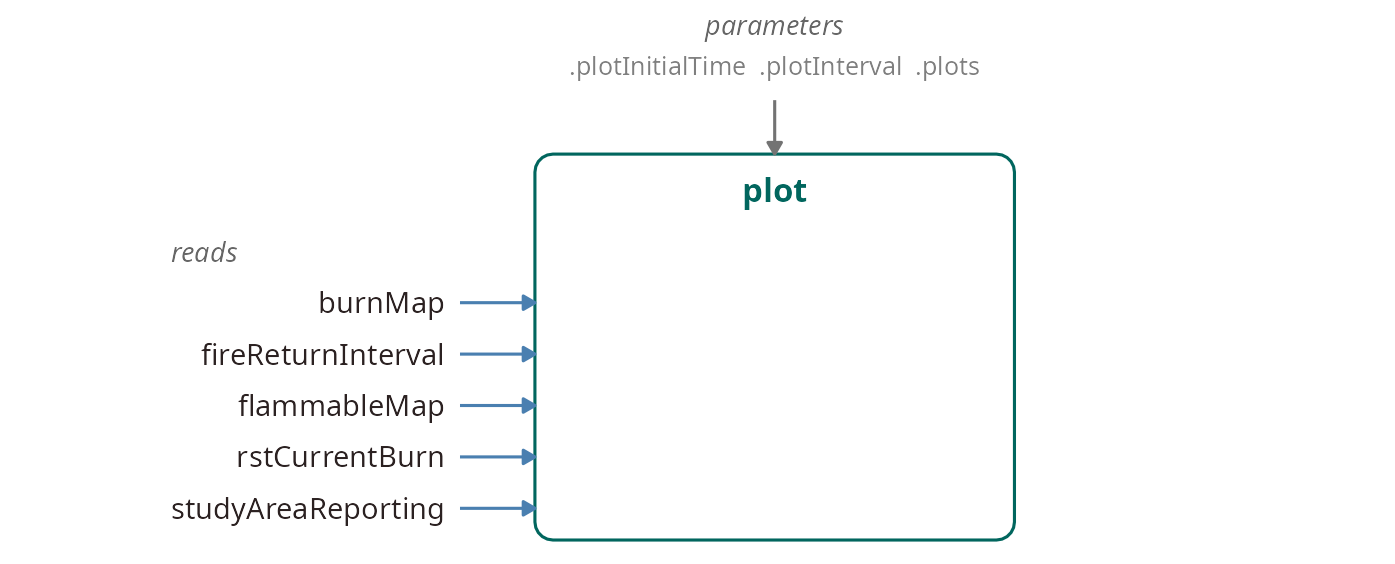 parameters
.plotInitialTime .plotInterval .plots
plot
reads
burnMap
fireReturnInterval
flammableMap
rstCurrentBurn
studyAreaReporting